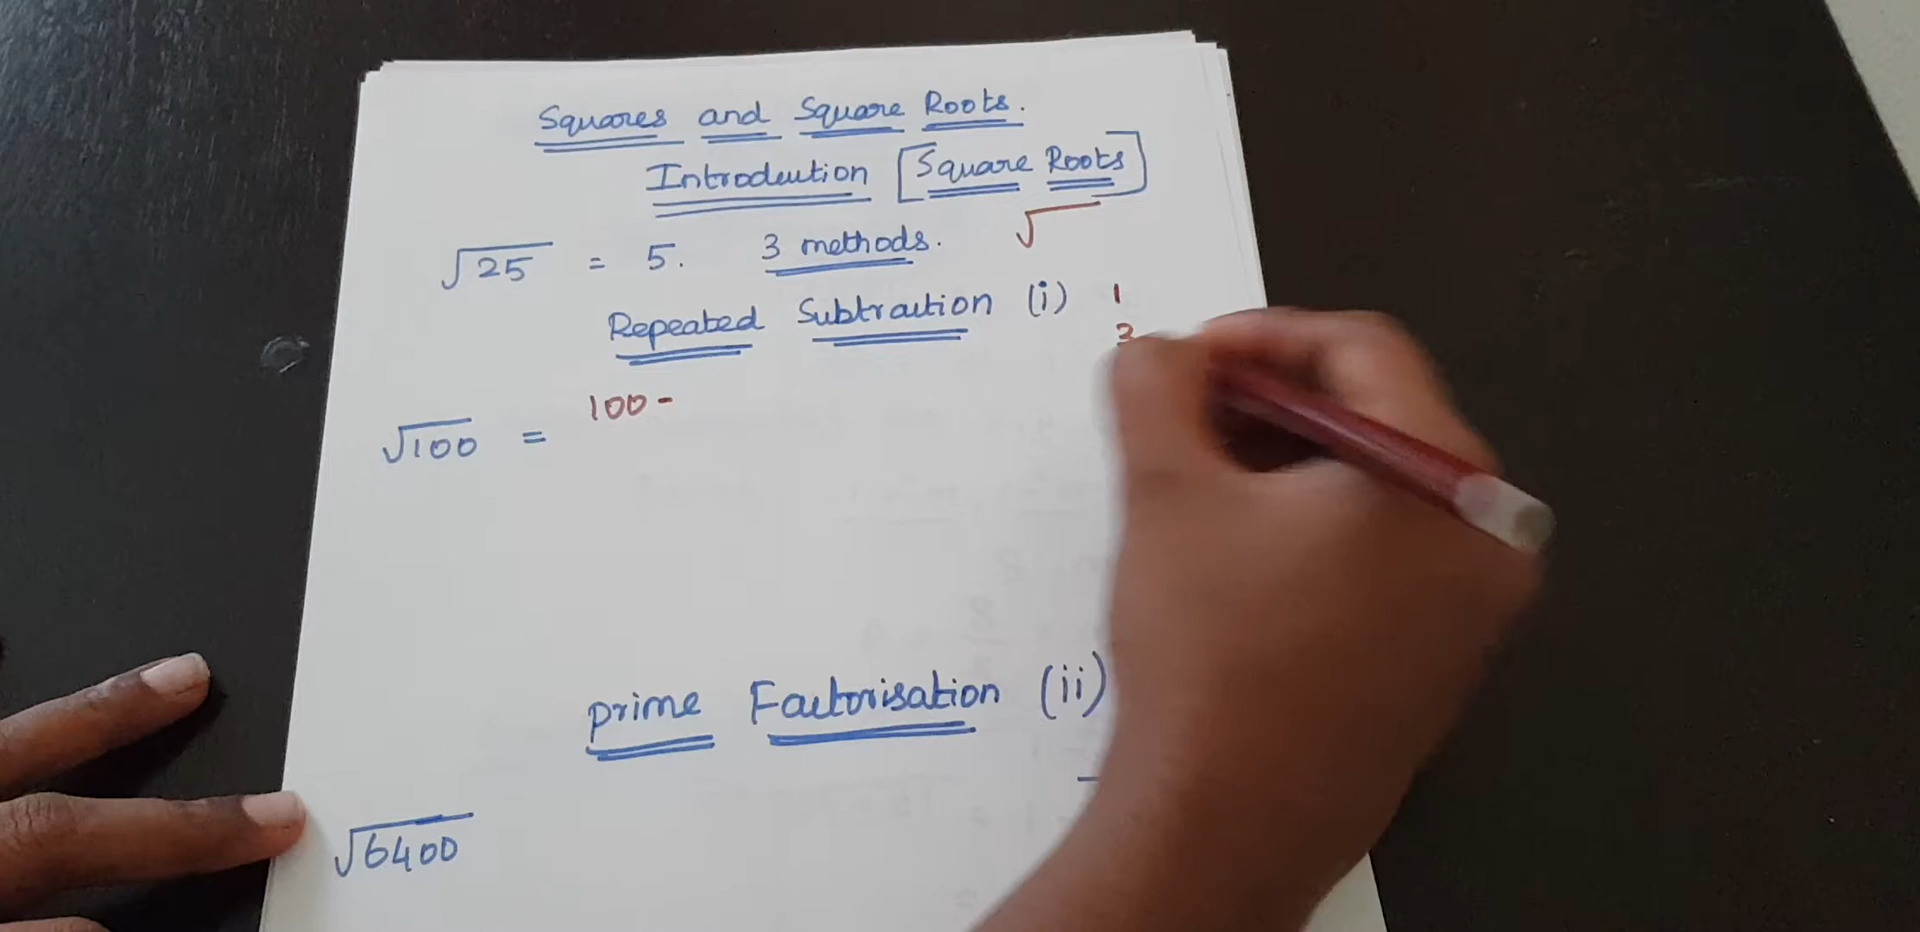 Squares and Square Roots.
Introduction [Square Roots]
√25 = 5. 3 methods. √
Repeated Subtraction (i) 1
3
100 -
√100 =
prime Factorisation (ii)
√6400